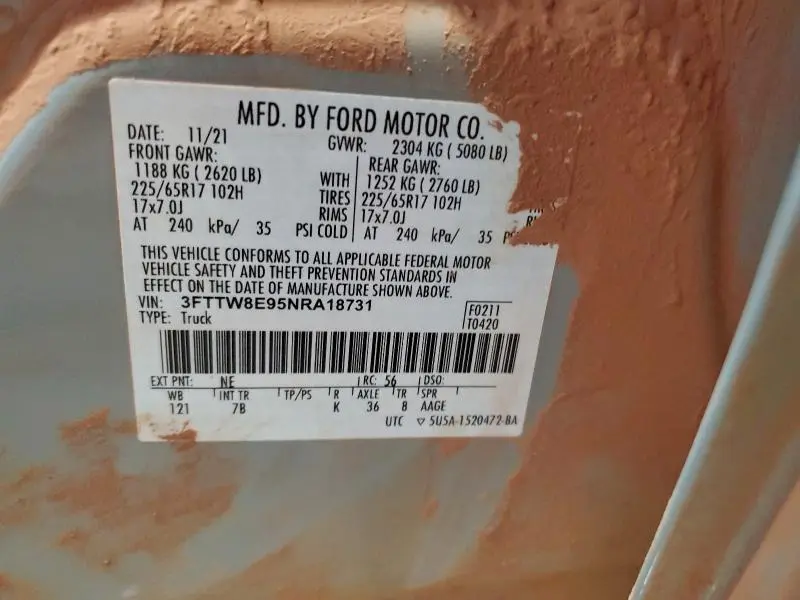 MFD. BY FORD MOTOR CO.
DATE: 11/21 GVWR: 2304 KG ( 5080 LB)
FRONT GAWR: REAR GAWR:
1188 KG ( 2620 LB) WITH 1252 KG ( 2760 LB)
225/65R17 102H TIRES 225/65R17 102H
17x7.0J RIMS 17x7.0J
AT 240 kPa/ 35 PSI COLD AT 240 kPa/ 35
THIS VEHICLE CONFORMS TO ALL APPLICABLE FEDERAL MOTOR
VEHICLE SAFETY AND THEFT PREVENTION STANDARDS IN
EFFECT ON THE DATE OF MANUFACTURE SHOWN ABOVE.
VIN: 3FTTW8E95NRA18731 F0211
TYPE: Truck T0420
EXT PNT: NE RC: 56 DSO:
WB INT TR TP/PS R AXLE TR SPR
121 7B K 36 8 AAGE
UTC ▽ 5U5A-1520472-BA